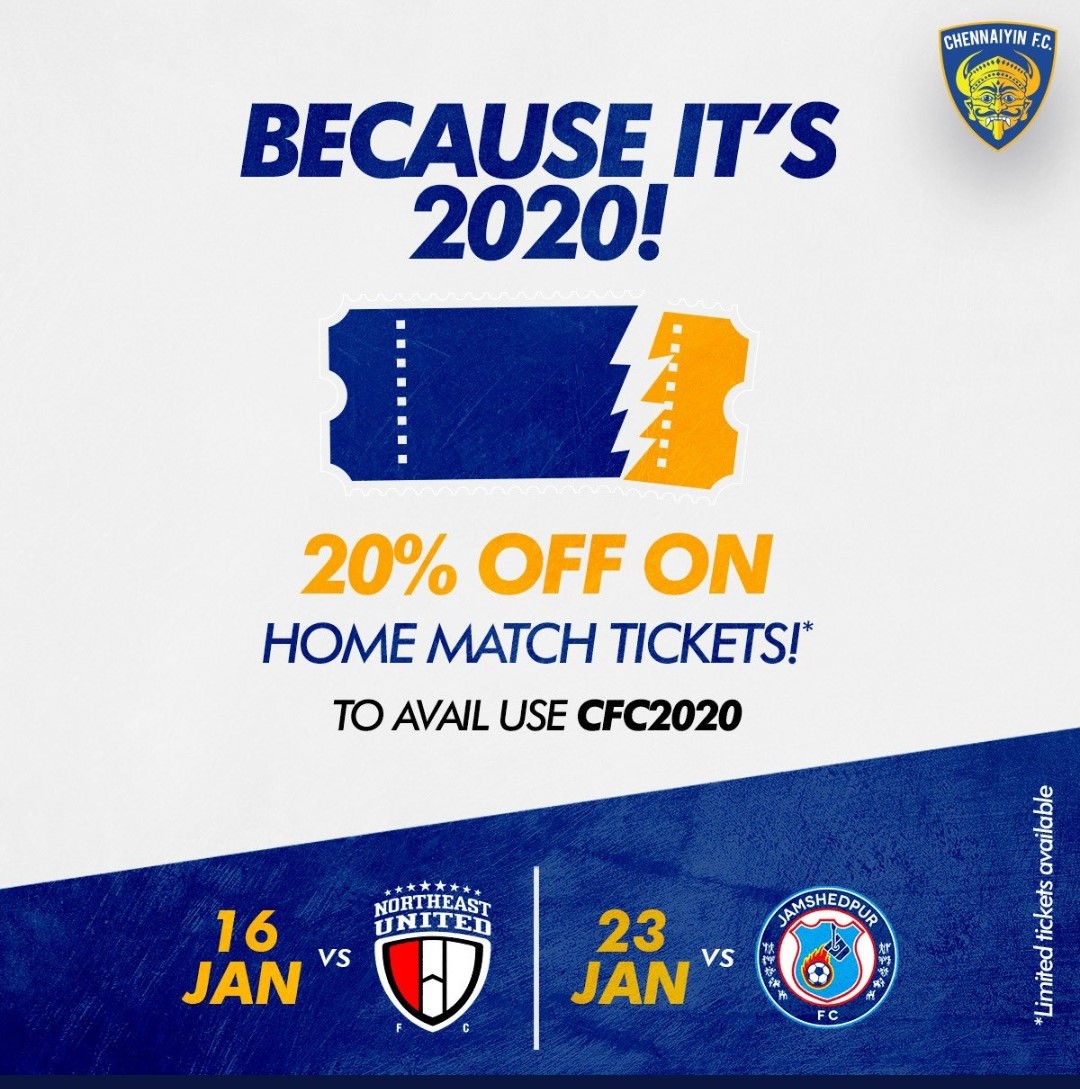 CHENNAIYIN F.C.
BECAUSE IT'S
2020!
20% OFF ON
HOME MATCH TICKETS!*
TO AVAIL USE CFC2020
16
JAN
VS
NORTHEAST
UNITED
F C
23
JAN
VS
JAMSHEDPUR
FC
*Limited tickets available